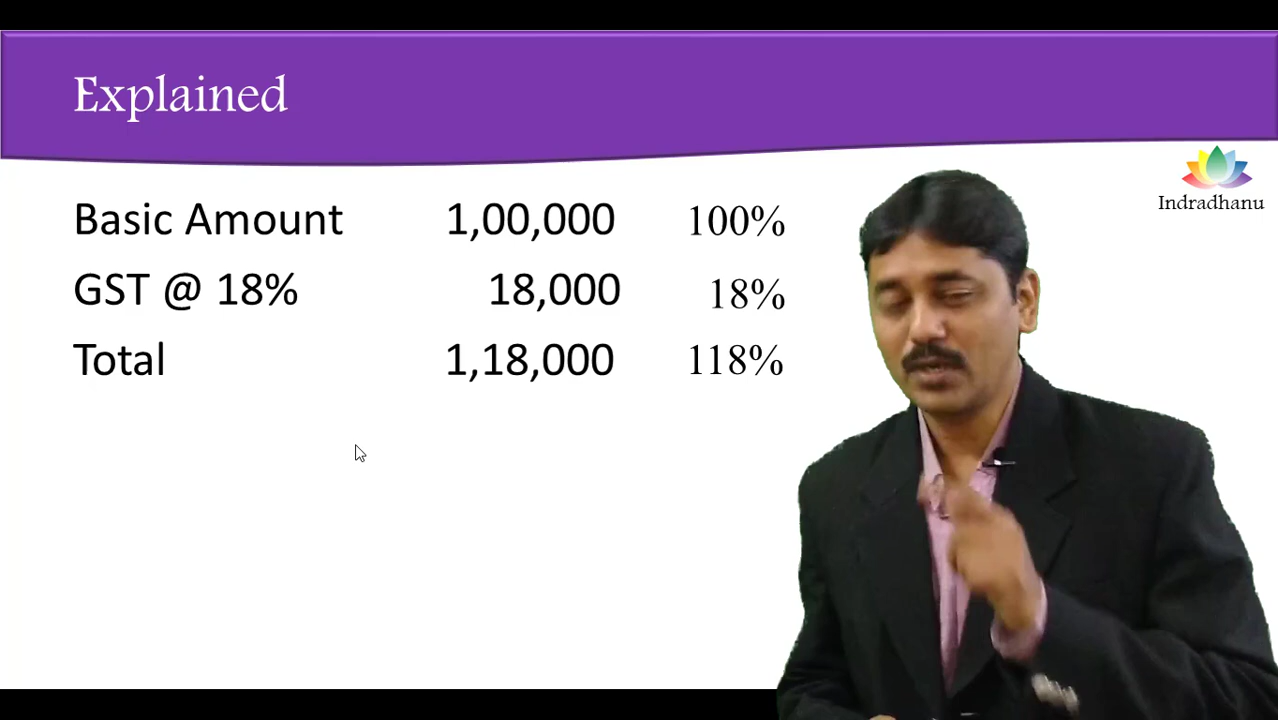 Explained
Indradhanu
Basic Amount 1,00,000 100%
GST @ 18% 18,000 18%
Total 1,18,000 118%